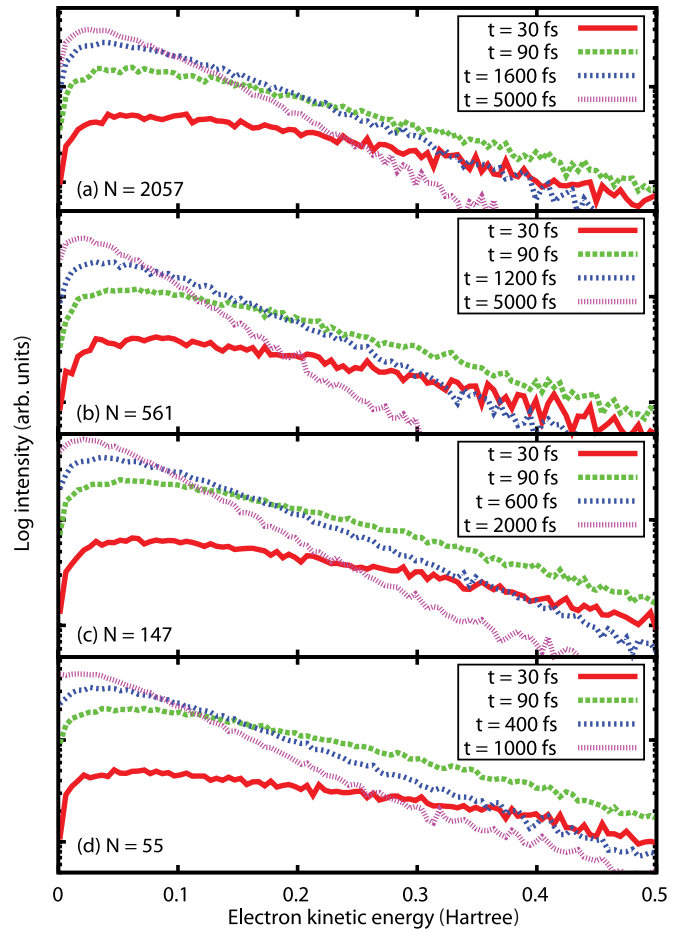 t = 30 fs
t = 90 fs
t = 1600 fs
t = 5000 fs
(a) N = 2057
t = 30 fs
t = 90 fs
t = 1200 fs
t = 5000 fs
(b) N = 561
Log intensity (arb. units)
t = 30 fs
t = 90 fs
t = 600 fs
t = 2000 fs
(c) N = 147
t = 30 fs
t = 90 fs
t = 400 fs
t = 1000 fs
(d) N = 55
0 0.1 0.2 0.3 0.4 0.5
Electron kinetic energy (Hartree)